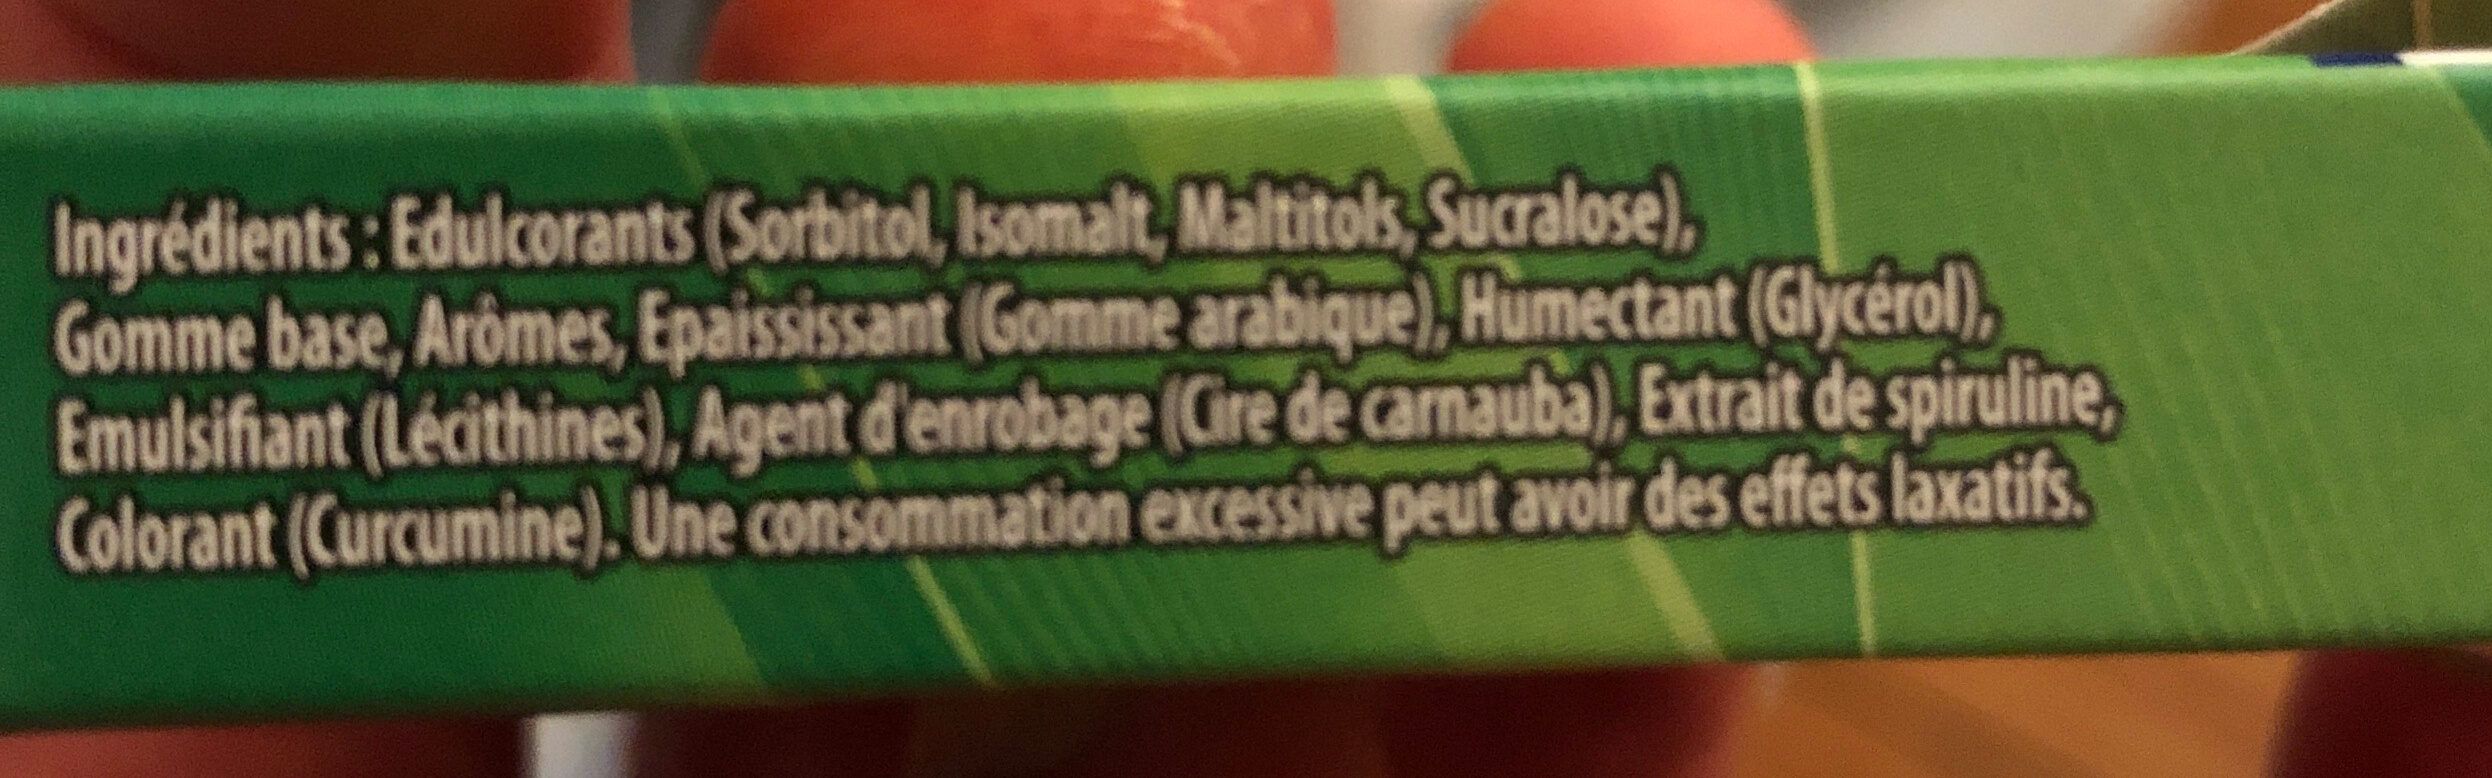 Ingrédients : Edulcorants (Sorbitol, Isomalt, Maltitols, Sucralose),
Gomme base, Arômes, Epaississant (Gomme arabique), Humectant (Glycérol),
Emulsifiant (Lécithines), Agent d'enrobage (Cire de carnauba), Extrait de spiruline,
Colorant (Curcumine). Une consommation excessive peut avoir des effets laxatifs.